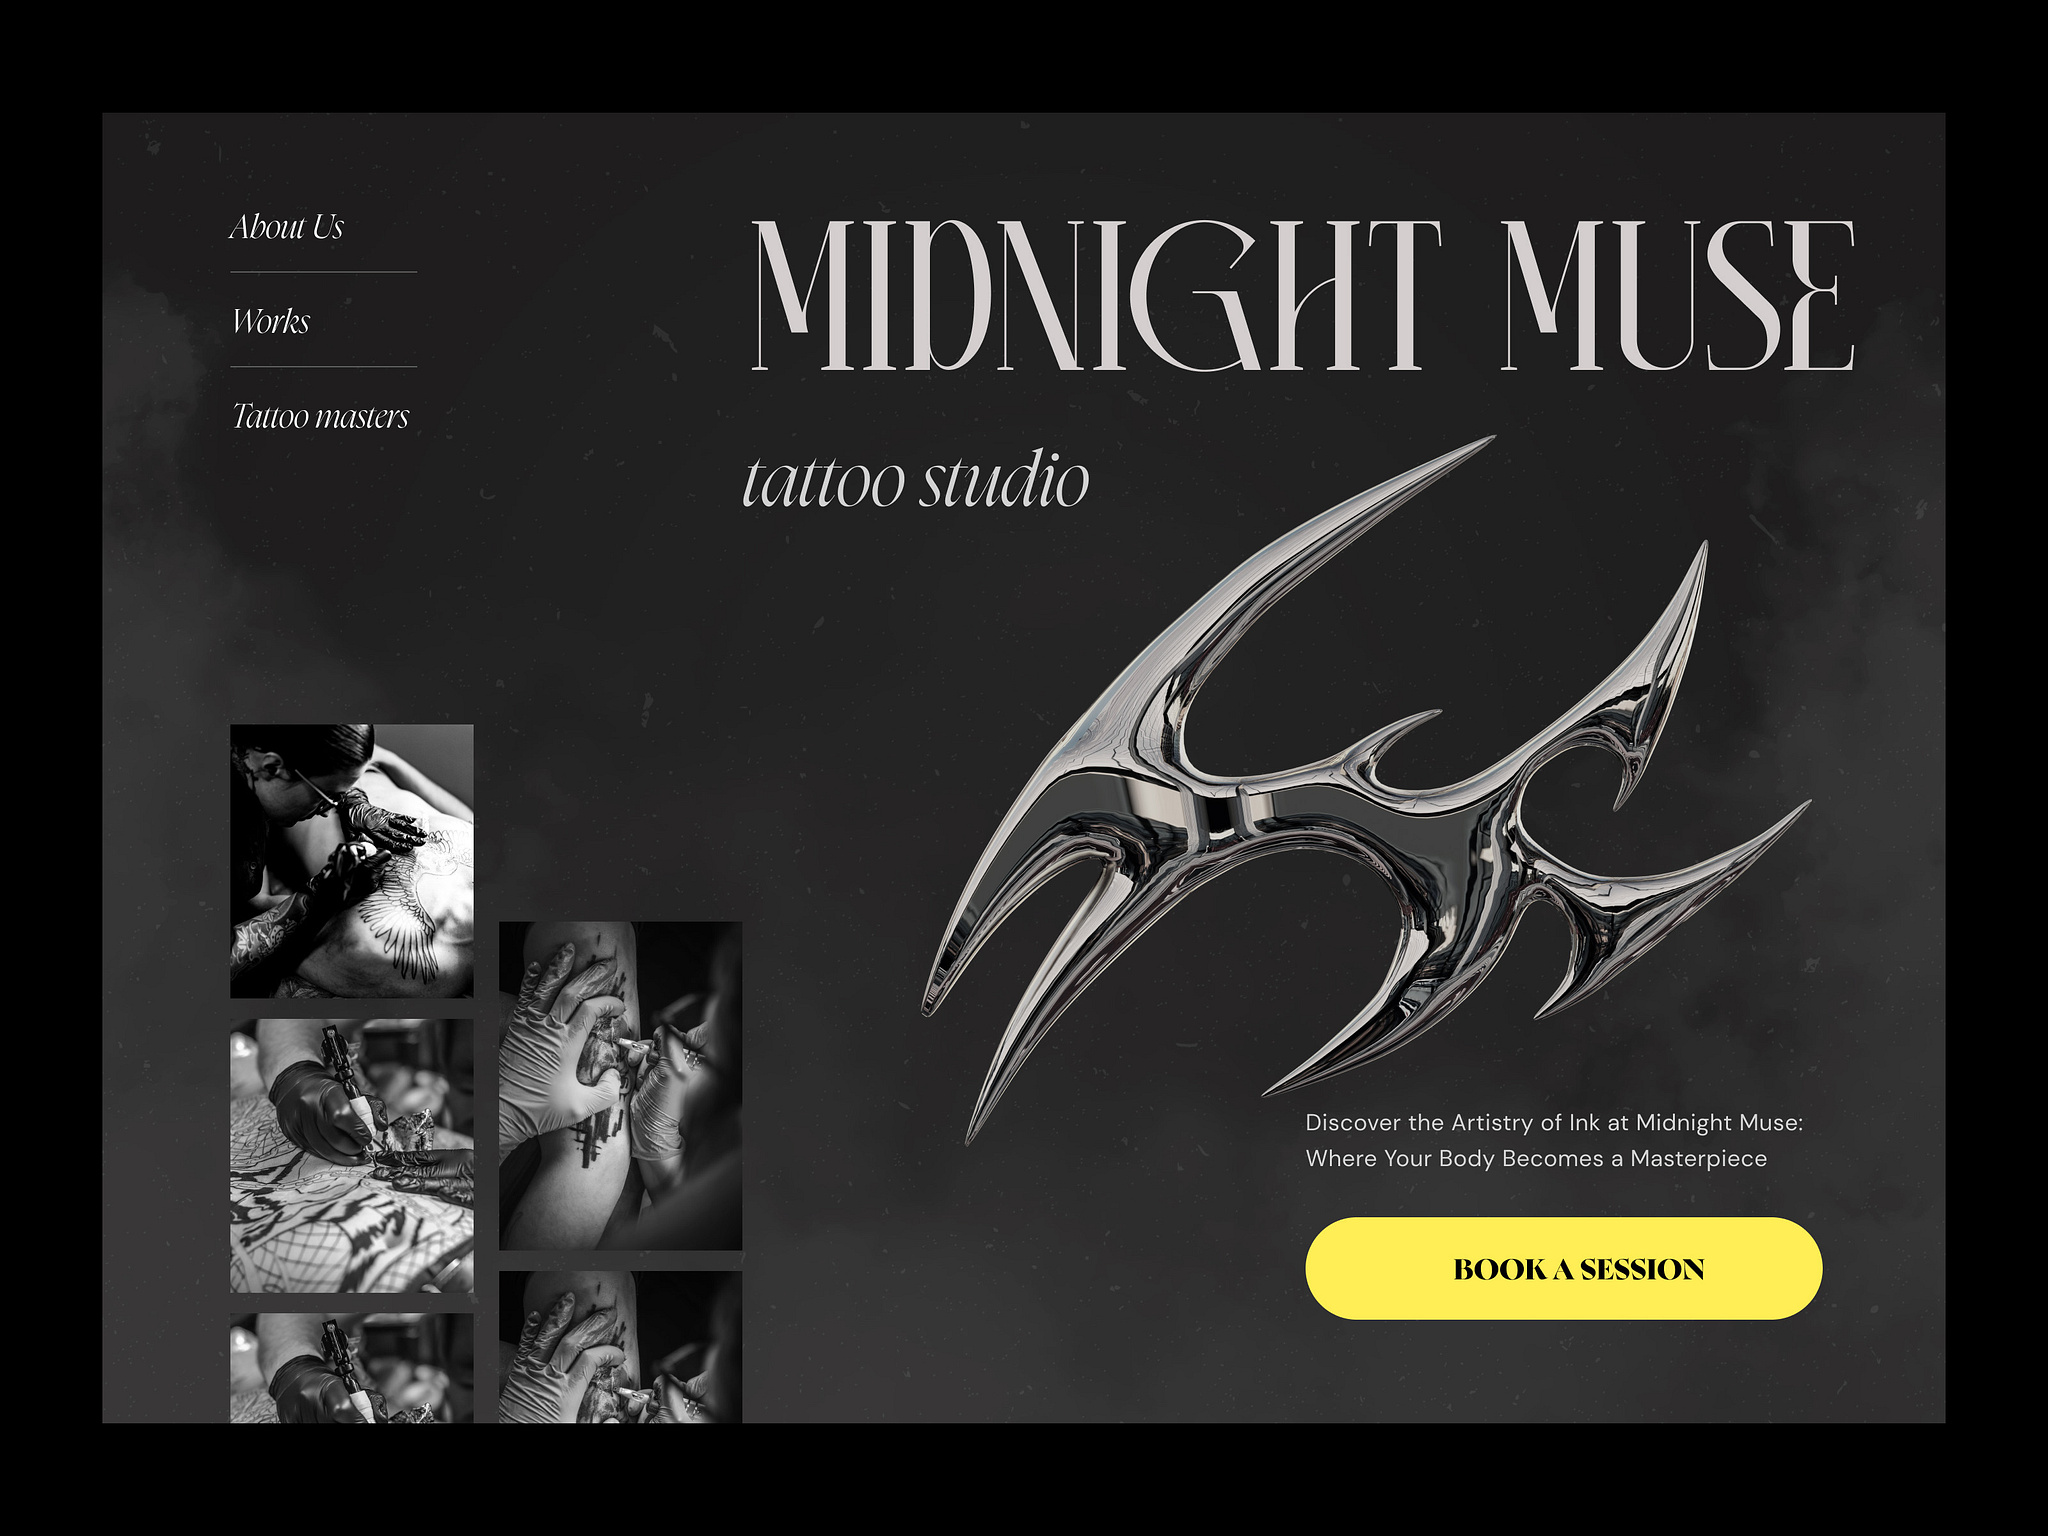 About Us
Works
Tattoo masters
MIDNIGHT MUSE
tattoo studio
Discover the Artistry of Ink at Midnight Muse:
Where Your Body Becomes a Masterpiece
BOOK A SESSION